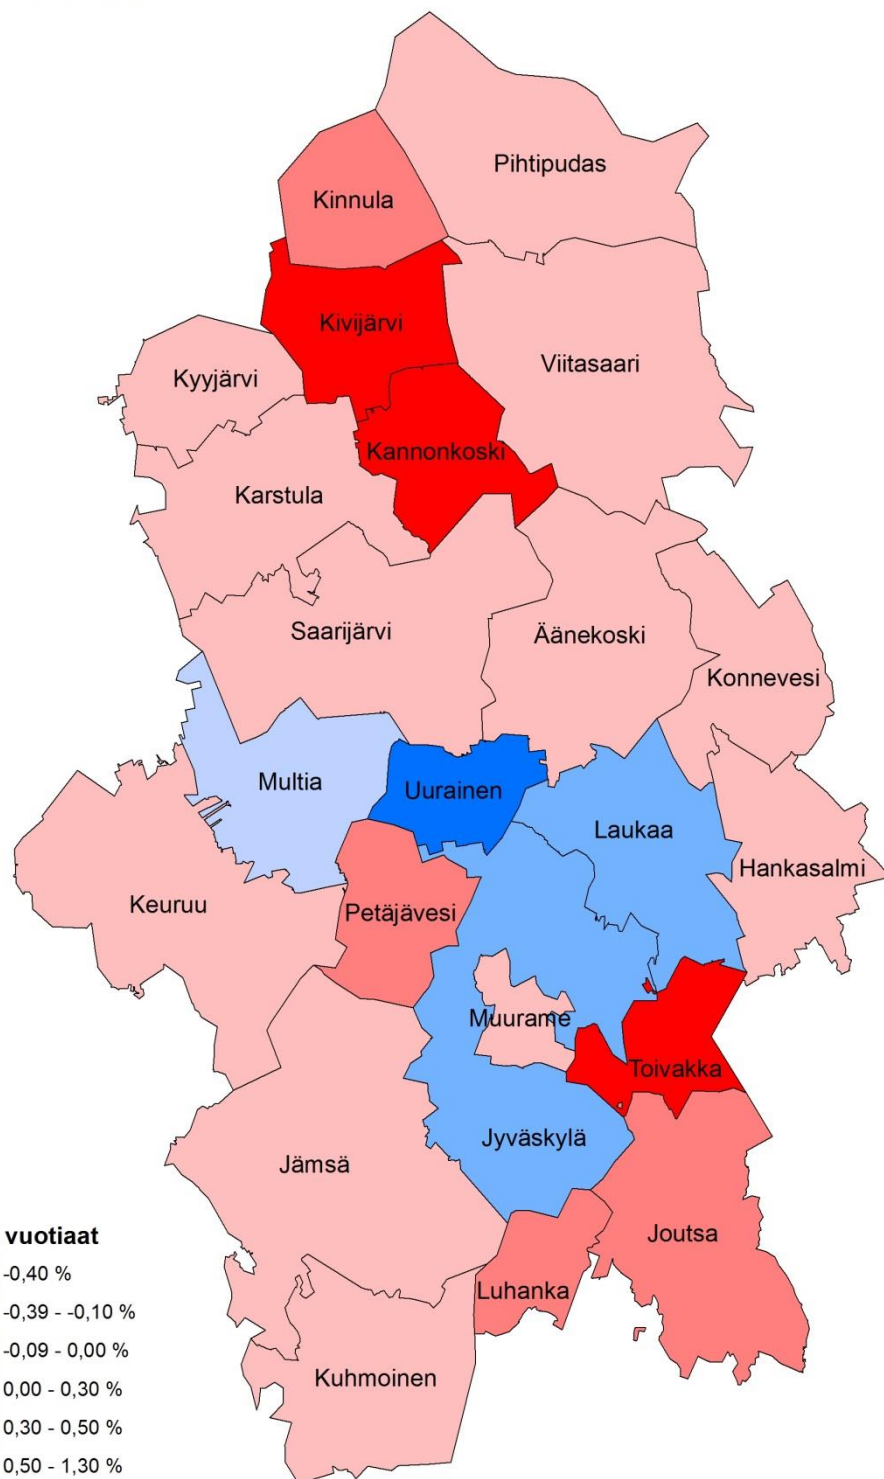 Pihtipudas
Kinnula
Kivijärvi
Viitasaari
Kyyjärvi
Kannonkoski
Karstula
Saarijärvi
Äänekoski
Konnevesi
Multia
Uurainen
Laukaa
Hankasalmi
Keuruu
Petäjävesi
Muurame
Toivakka
Jyväskylä
Jämsä
Joutsa
Luhanka
Kuhmoinen
vuotiaat
-0,40 %
-0,39 - -0,10 %
-0,09 - 0,00 %
0,00 - 0,30 %
0,30 - 0,50 %
0,50 - 1,30 %